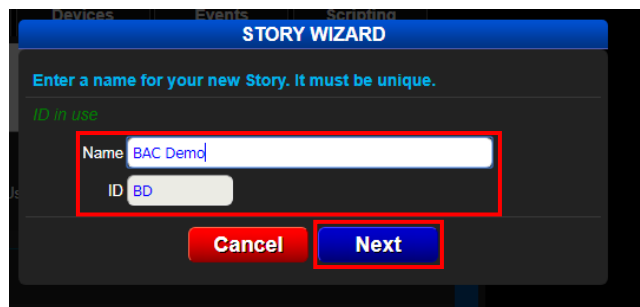 Devices Events Scripting
STORY WIZARD
Enter a name for your new Story. It must be unique.
ID in use
Name BAC Demo
ID BD
Cancel Next